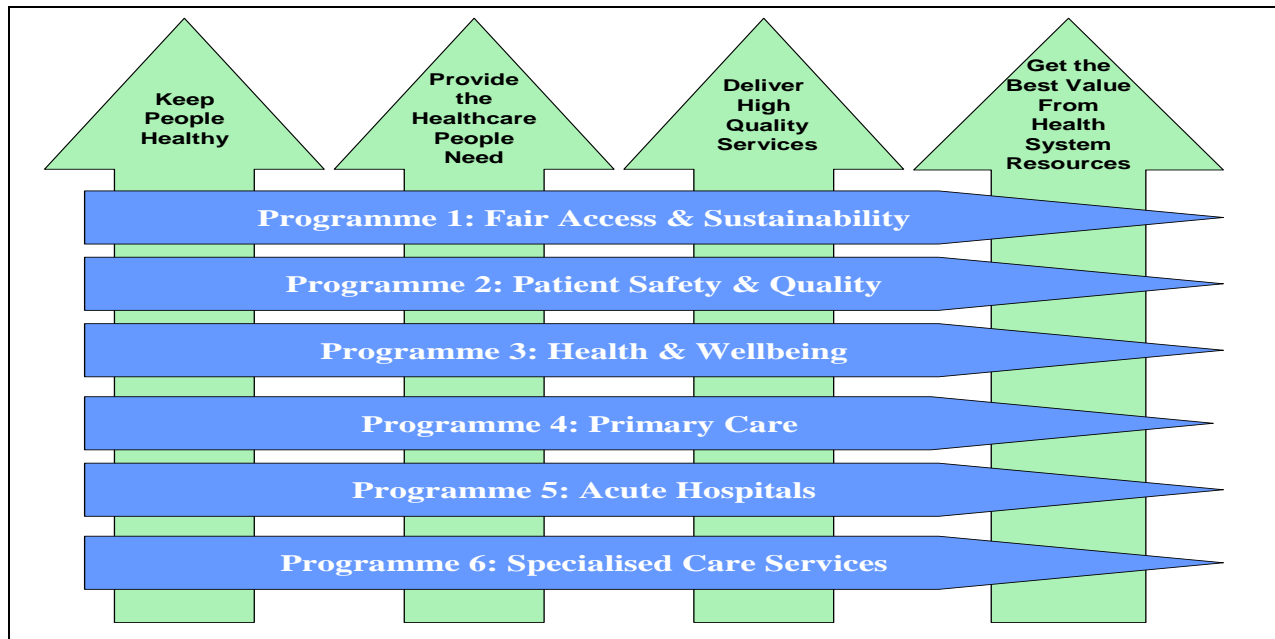 Keep
People
Healthy
Provide
the
Healthcare
People
Need
Deliver
High
Quality
Services
Get the
Best Value
From
Health
System
Resources
Programme 1: Fair Access & Sustainability
Programme 2: Patient Safety & Quality
Programme 3: Health & Wellbeing
Programme 4: Primary Care
Programme 5: Acute Hospitals
Programme 6: Specialised Care Services